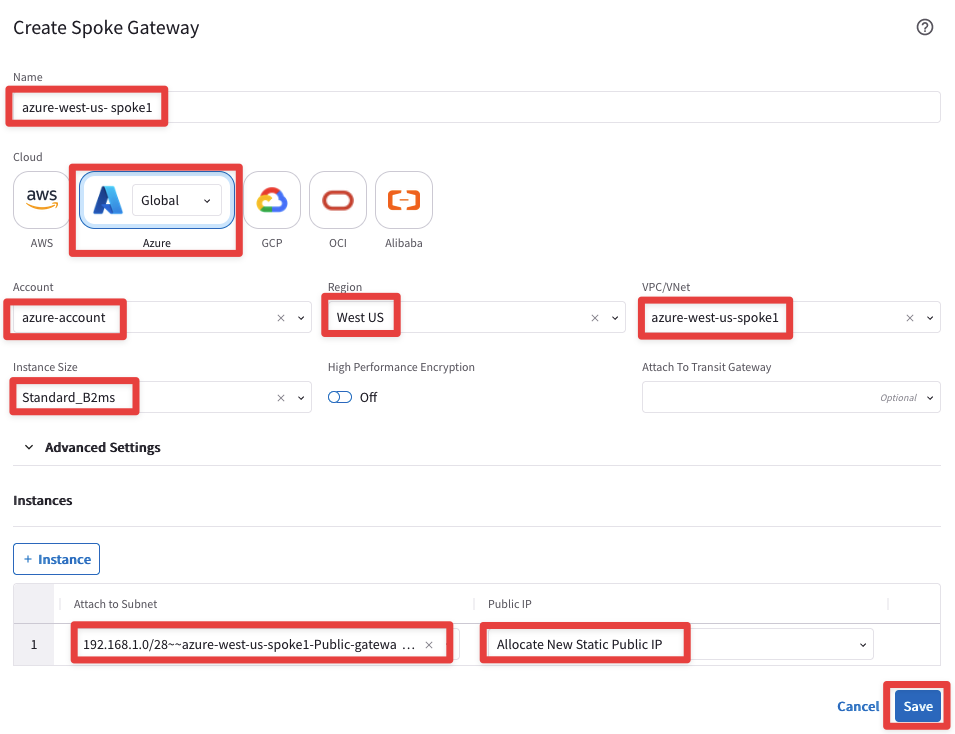 Create Spoke Gateway
Name
azure-west-us- spoke1
Cloud
aws Global
AWS Azure GCP OCI Alibaba
Account Region VPC/VNet
azure-account West US azure-west-us-spoke1
Instance Size High Performance Encryption Attach To Transit Gateway
Standard_B2ms Off Optional
Advanced Settings
Instances
+ Instance
Attach to Subnet Public IP
1 192.168.1.0/28~~azure-west-us-spoke1-Public-gatewa ... Allocate New Static Public IP
Cancel Save